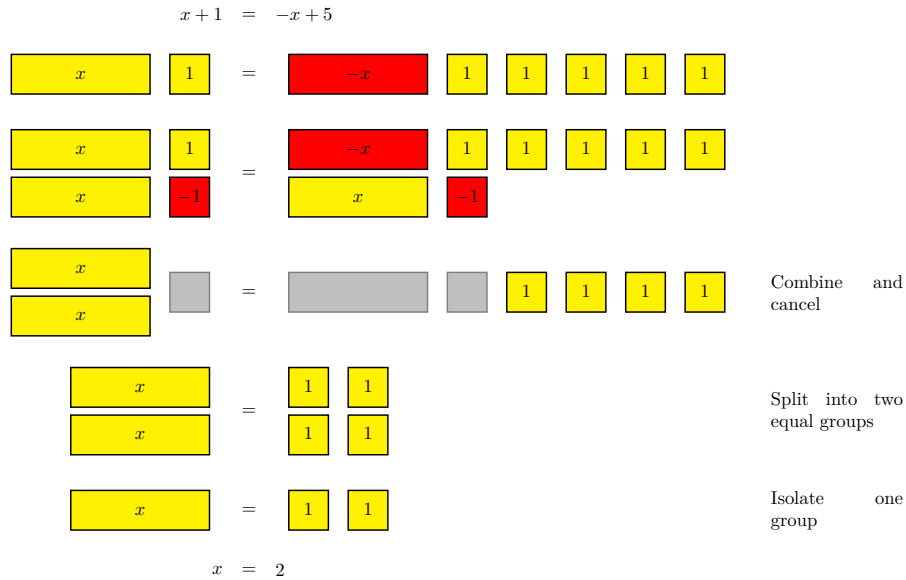 x + 1 = −x + 5
x 1 = −x 1 1 1 1 1
x 1 −x 1 1 1 1 1
=
x −1 x −1
x
= 1 1 1 1 Combine and
x cancel
x 1 1
= Split into two
x 1 1 equal groups
x = 1 1 Isolate one
group
x = 2